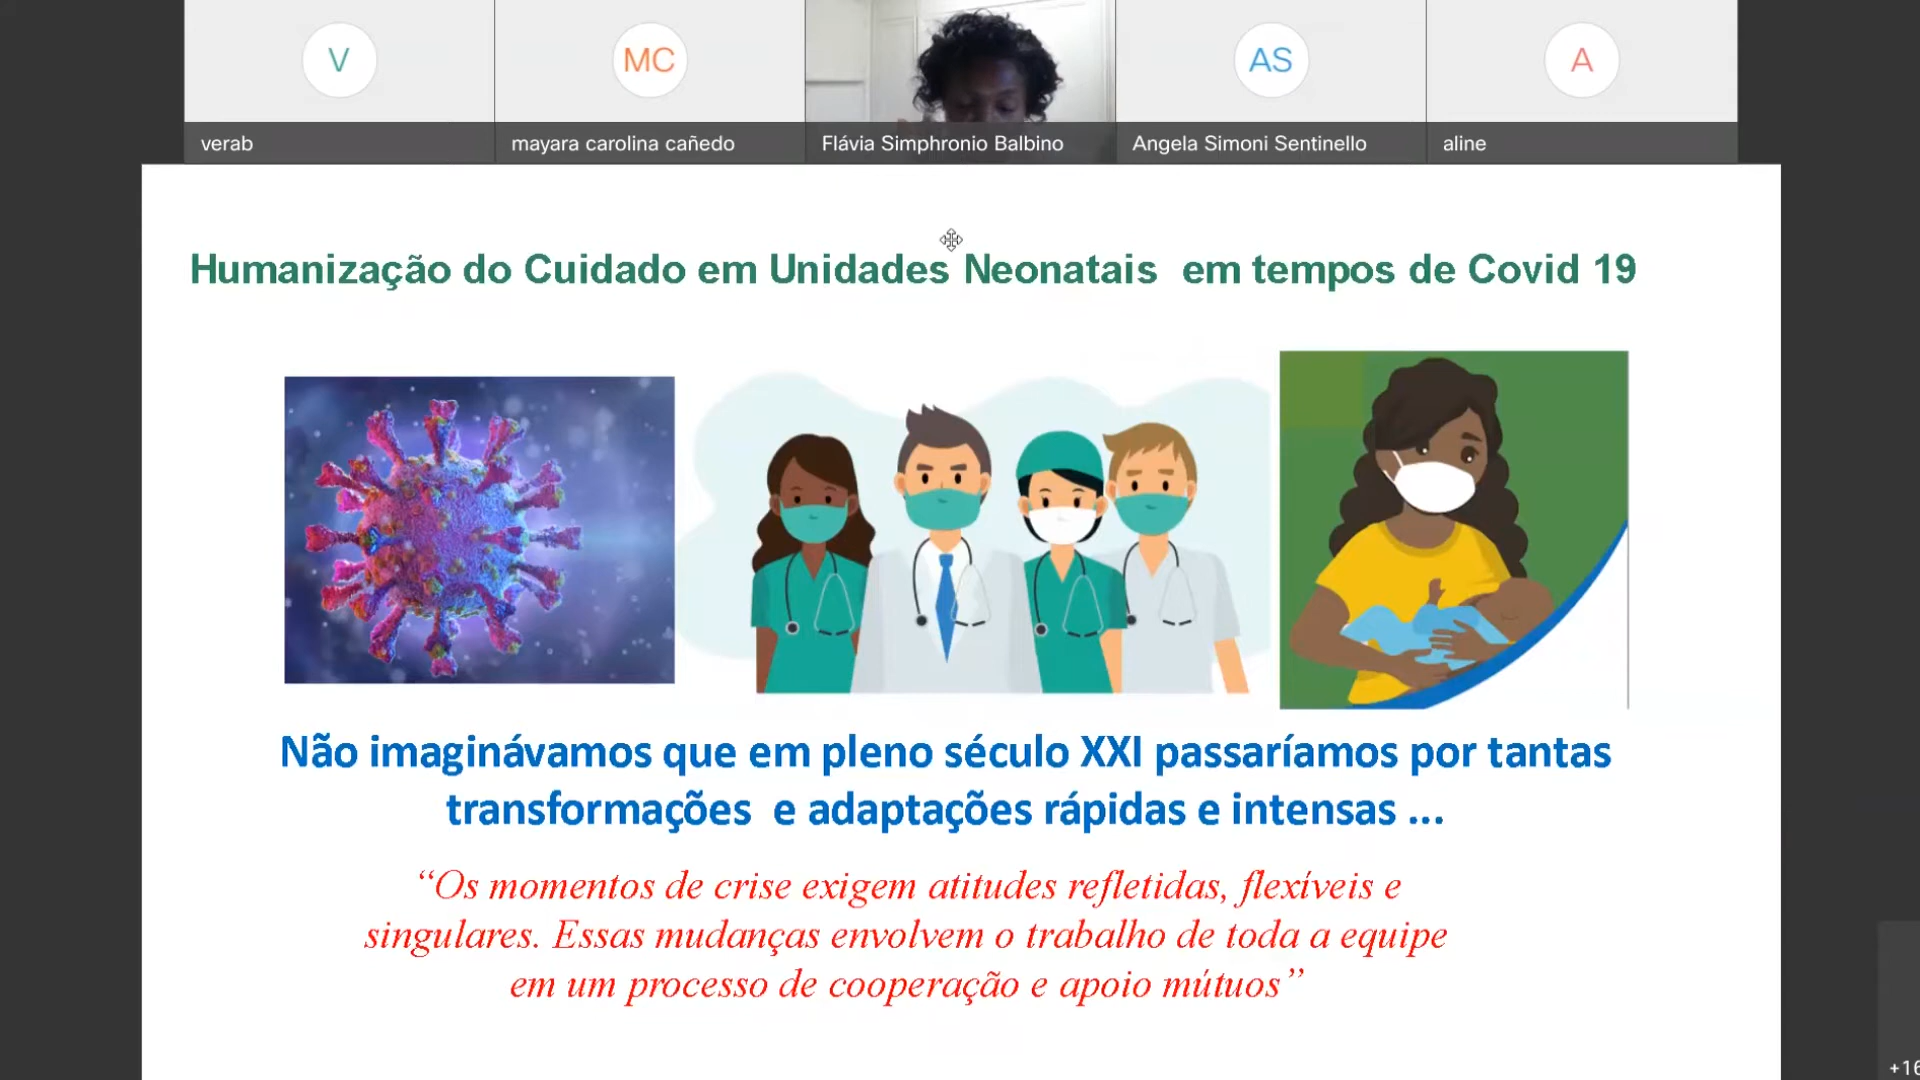 V
MC
AS
A
verab
mayara carolina cañedo
Flávia Simphronio Balbino
Angela Simoni Sentinello
aline
Humanização do Cuidado em Unidades Neonatais em tempos de Covid 19
Não imaginávamos que em pleno século XXI passaríamos por tantas
transformações e adaptações rápidas e intensas ...
“Os momentos de crise exigem atitudes refletidas, flexíveis e
singulares. Essas mudanças envolvem o trabalho de toda a equipe
em um processo de cooperação e apoio mútuos”
+16